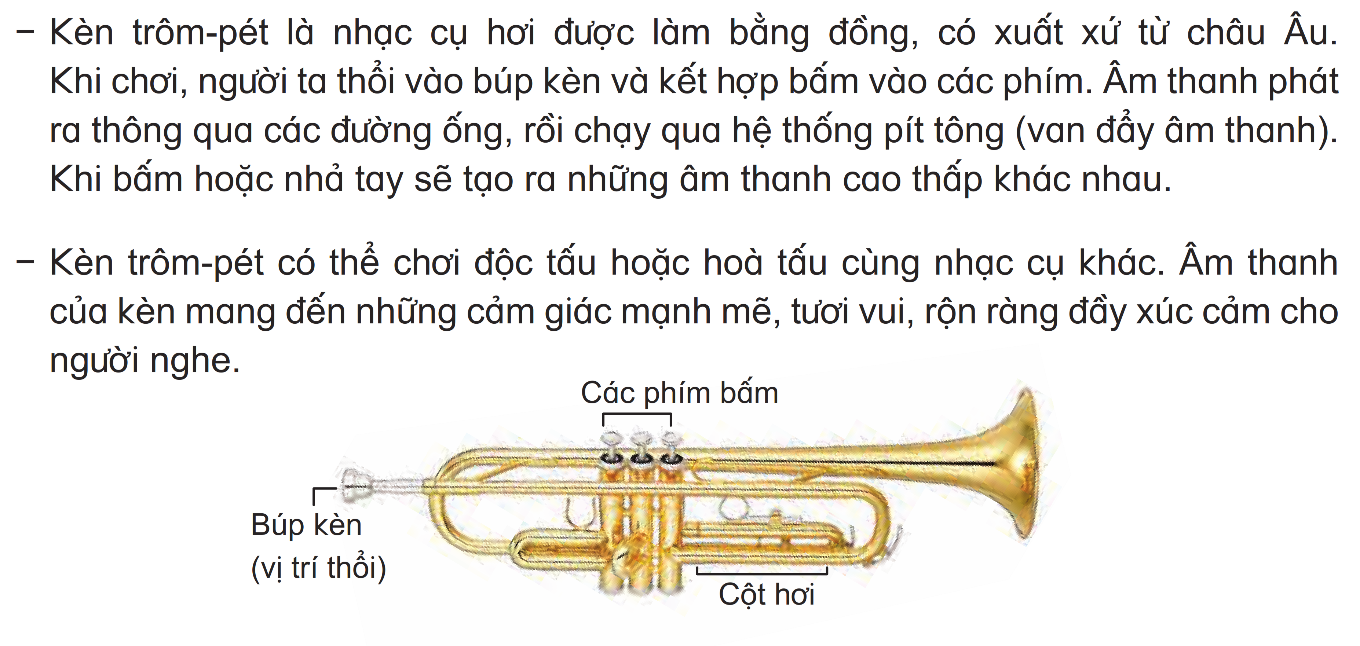 – Kèn trôm-pét là nhạc cụ hơi được làm bằng đồng, có xuất xứ từ châu Âu.
Khi chơi, người ta thổi vào búp kèn và kết hợp bấm vào các phím. Âm thanh phát
ra thông qua các đường ống, rồi chạy qua hệ thống pít tông (van đẩy âm thanh).
Khi bấm hoặc nhả tay sẽ tạo ra những âm thanh cao thấp khác nhau.
– Kèn trôm-pét có thể chơi độc tấu hoặc hoà tấu cùng nhạc cụ khác. Âm thanh
của kèn mang đến những cảm giác mạnh mẽ, tươi vui, rộn ràng đầy xúc cảm cho
người nghe.
Các phím bấm
Búp kèn
(vị trí thổi)
Cột hơi